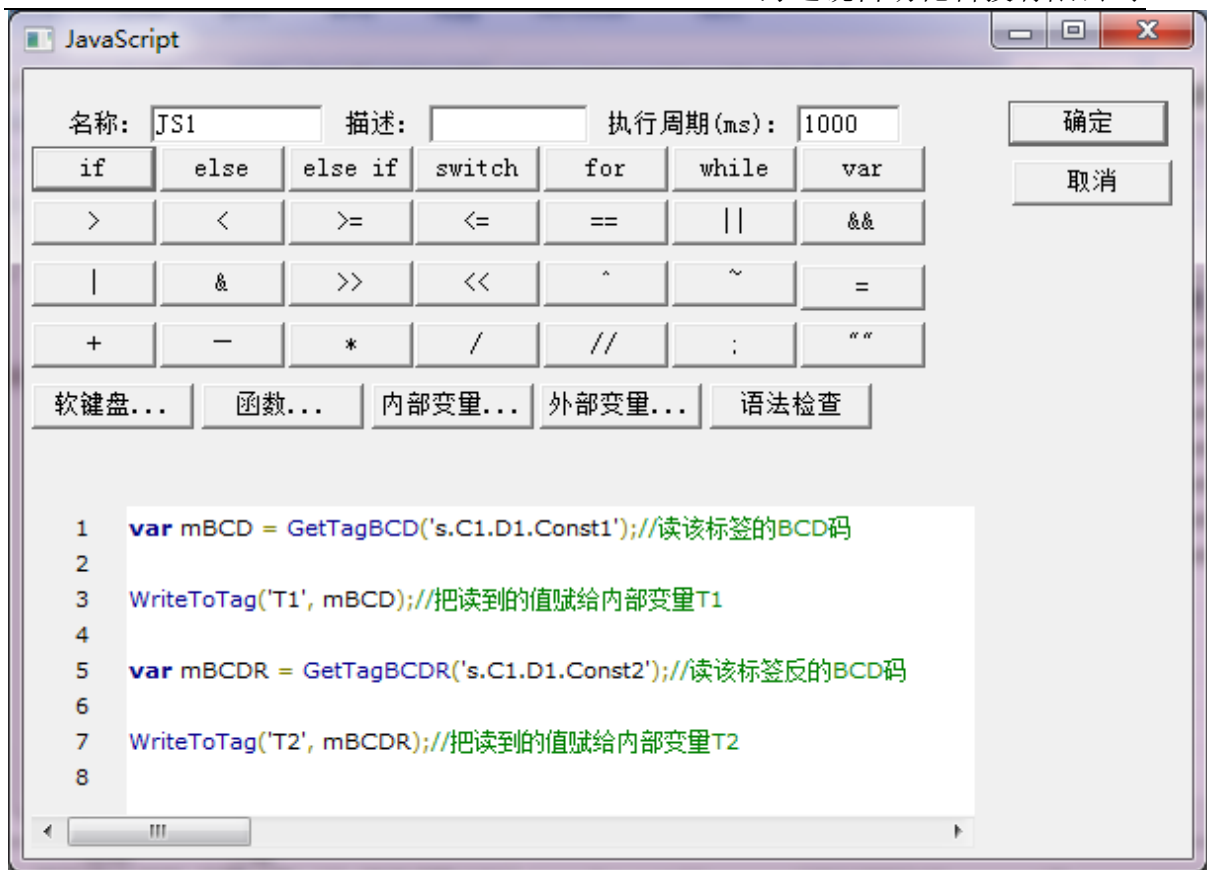 JavaScript
名称: JS1 描述: 执行周期(ms): 1000 确定
if else else if switch for while var 取消
> < >= <= == || &&
| & >> << ^ ~ =
+ — * / // ; ""
软键盘... 函数... 内部变量... 外部变量... 语法检查
1 var mBCD = GetTagBCD('s.C1.D1.Const1');//读该标签的BCD码
2
3 WriteToTag('T1', mBCD);//把读到的值赋给内部变量T1
4
5 var mBCDR = GetTagBCDR('s.C1.D1.Const2');//读该标签反的BCD码
6
7 WriteToTag('T2', mBCDR);//把读到的值赋给内部变量T2
8